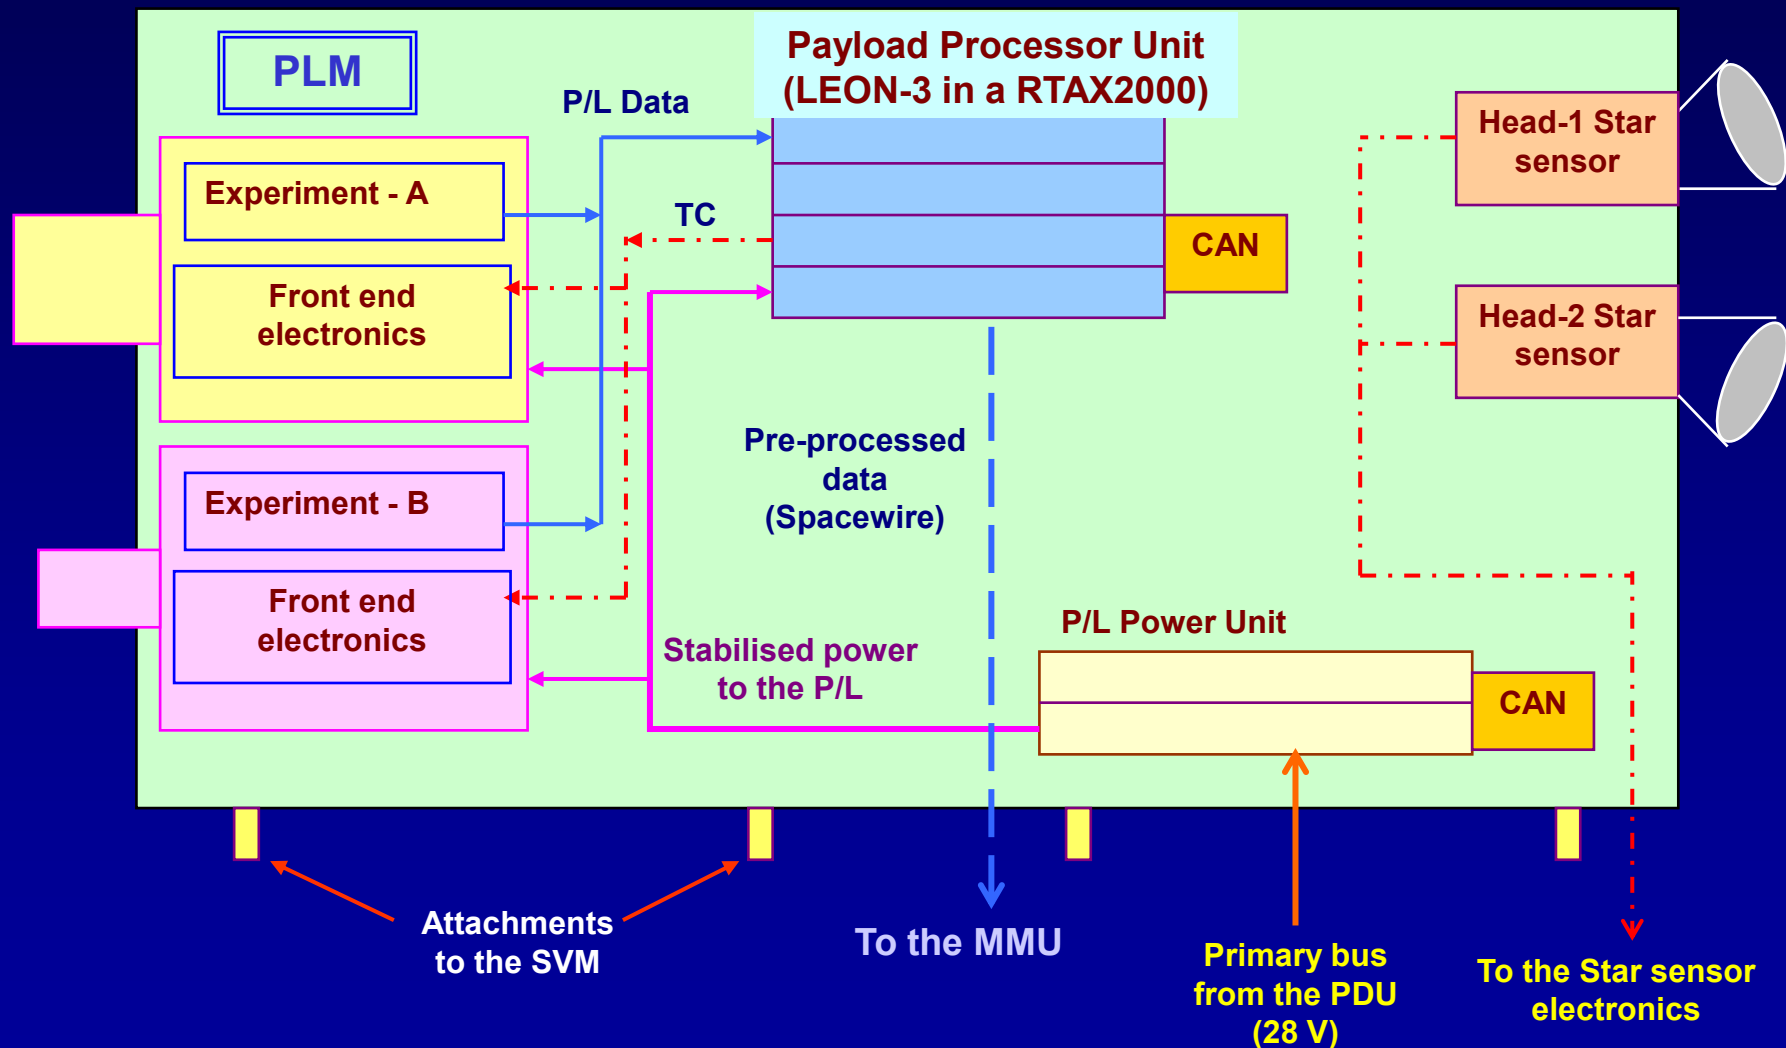 PLM
Payload Processor Unit
(LEON-3 in a RTAX2000)
P/L Data
Experiment - A
Front end
electronics
TC
CAN
Head-1 Star
sensor
Head-2 Star
sensor
Pre-processed
data
(Spacewire)
Experiment - B
Front end
electronics
Stabilised power
to the P/L
P/L Power Unit
CAN
Attachments
to the SVM
To the MMU
Primary bus
from the PDU
(28 V)
To the Star sensor
electronics